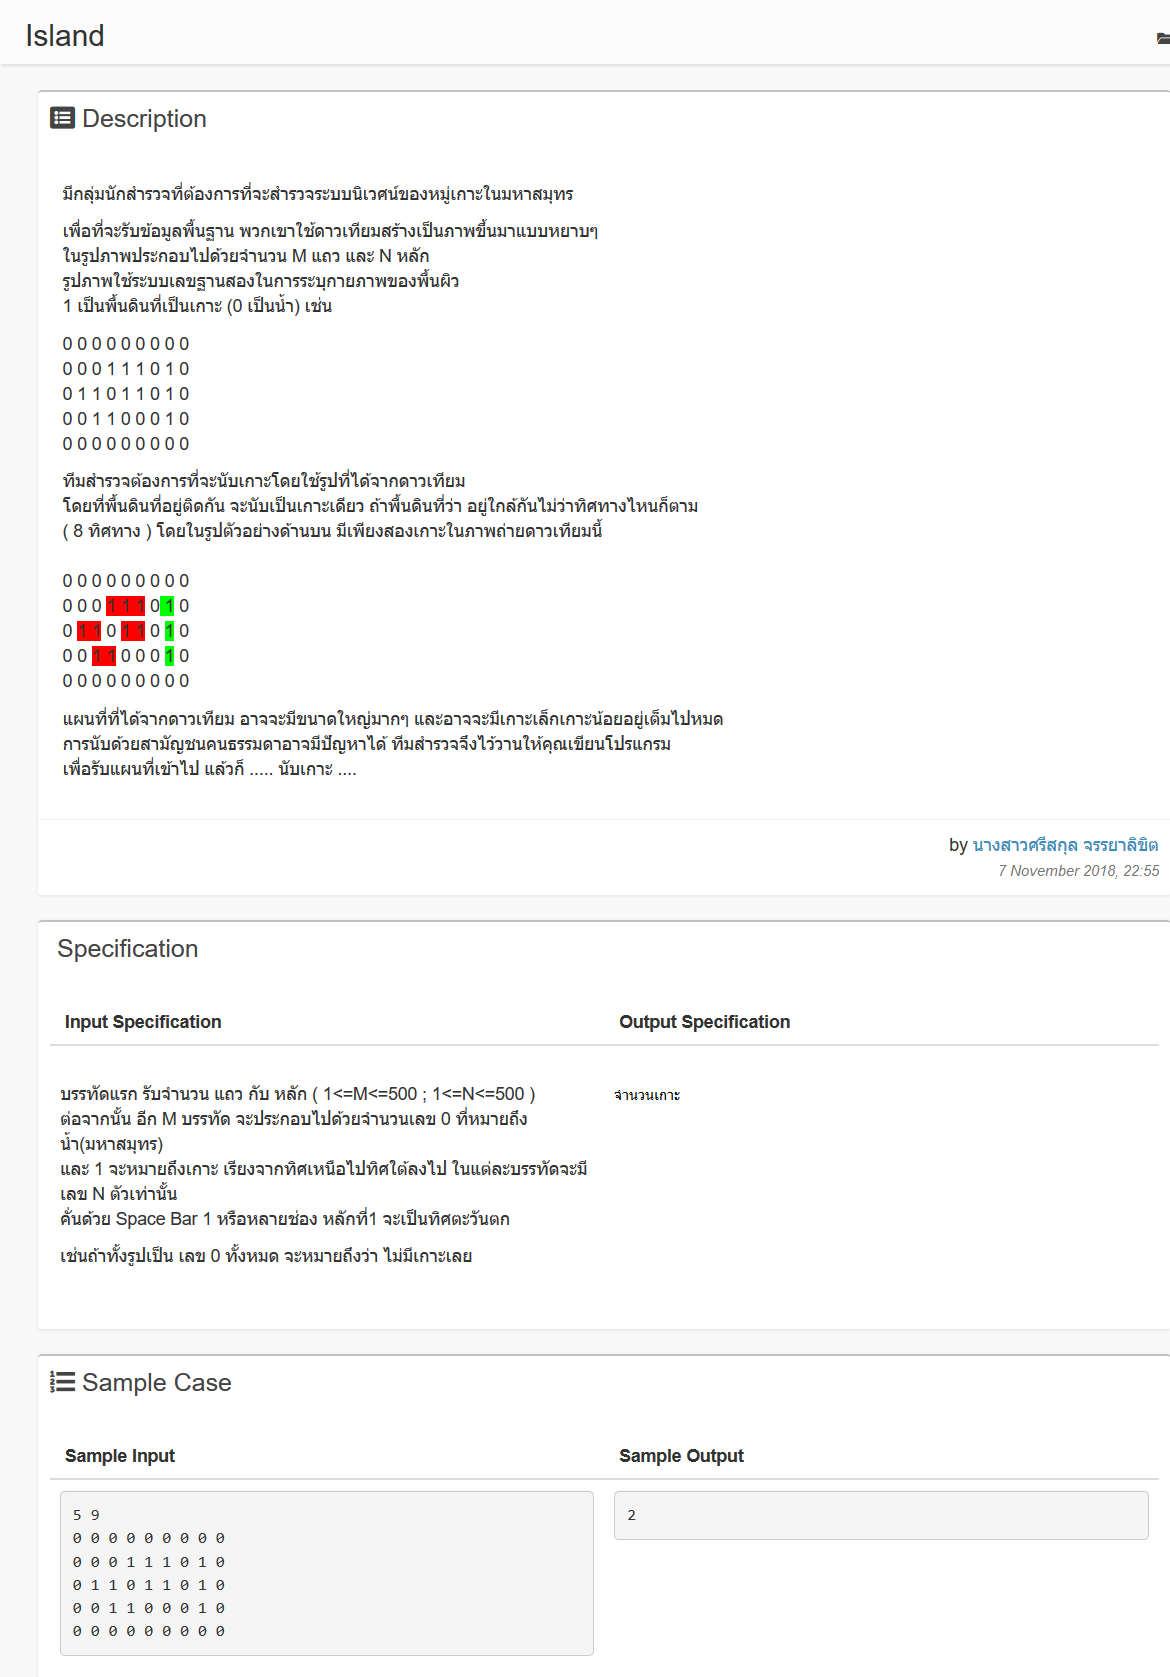 Island
Description
มีกลุ่มนักสำรวจที่ต้องการที่จะสำรวจระบบนิเวศน์ของหมู่เกาะในมหาสมุทร
เพื่อที่จะรับข้อมูลพื้นฐาน พวกเขาใช้ดาวเทียมสร้างเป็นภาพขึ้นมาแบบหยาบๆ
ในรูปภาพประกอบไปด้วยจำนวน M แถว และ N หลัก
รูปภาพใช้ระบบเลขฐานสองในการระบุกายภาพของพื้นผิว
1 เป็นพื้นดินที่เป็นเกาะ (0 เป็นน้ำ) เช่น
0 0 0 0 0 0 0 0 0
0 0 0 1 1 1 0 1 0
0 1 1 0 1 1 0 1 0
0 0 1 1 0 0 0 1 0
0 0 0 0 0 0 0 0 0
ทีมสำรวจต้องการที่จะนับเกาะโดยใช้รูปที่ได้จากดาวเทียม
โดยที่พื้นดินที่อยู่ติดกัน จะนับเป็นเกาะเดียว ถ้าพื้นดินที่ว่า อยู่ใกล้กันไม่ว่าทิศทางไหนก็ตาม
( 8 ทิศทาง ) โดยในรูปตัวอย่างด้านบน มีเพียงสองเกาะในภาพถ่ายดาวเทียมนี้
0 0 0 0 0 0 0 0 0
0 0 0 1 1 1 0 1 0
0 1 1 0 1 1 0 1 0
0 0 1 1 0 0 0 1 0
0 0 0 0 0 0 0 0 0
แผนที่ที่ได้จากดาวเทียม อาจจะมีขนาดใหญ่มากๆ และอาจจะมีเกาะเล็กเกาะน้อยอยู่เต็มไปหมด
การนับด้วยสามัญชนคนธรรมดาอาจมีปัญหาได้ ทีมสำรวจจึงไว้วานให้คุณเขียนโปรแกรม
เพื่อรับแผนที่เข้าไป แล้วก็ ..... นับเกาะ ....
by นางสาวศรีสกุล จรรยาลิขิต
7 November 2018, 22:55
Specification
Input Specification
Output Specification
บรรทัดแรก รับจำนวน แถว กับ หลัก ( 1<=M<=500 ; 1<=N<=500 )
ต่อจากนั้น อีก M บรรทัด จะประกอบไปด้วยจำนวนเลข 0 ที่หมายถึง
น้ำ(มหาสมุทร)
และ 1 จะหมายถึงเกาะ เรียงจากทิศเหนือไปทิศใต้ลงไป ในแต่ละบรรทัดจะมี
เลข N ตัวเท่านั้น
คั่นด้วย Space Bar 1 หรือหลายช่อง หลักที่1 จะเป็นทิศตะวันตก
เช่นถ้าทั้งรูปเป็น เลข 0 ทั้งหมด จะหมายถึงว่า ไม่มีเกาะเลย
จำนวนเกาะ
Sample Case
Sample Input
Sample Output
5 9
0 0 0 0 0 0 0 0 0
0 0 0 1 1 1 0 1 0
0 1 1 0 1 1 0 1 0
0 0 1 1 0 0 0 1 0
0 0 0 0 0 0 0 0 0
2